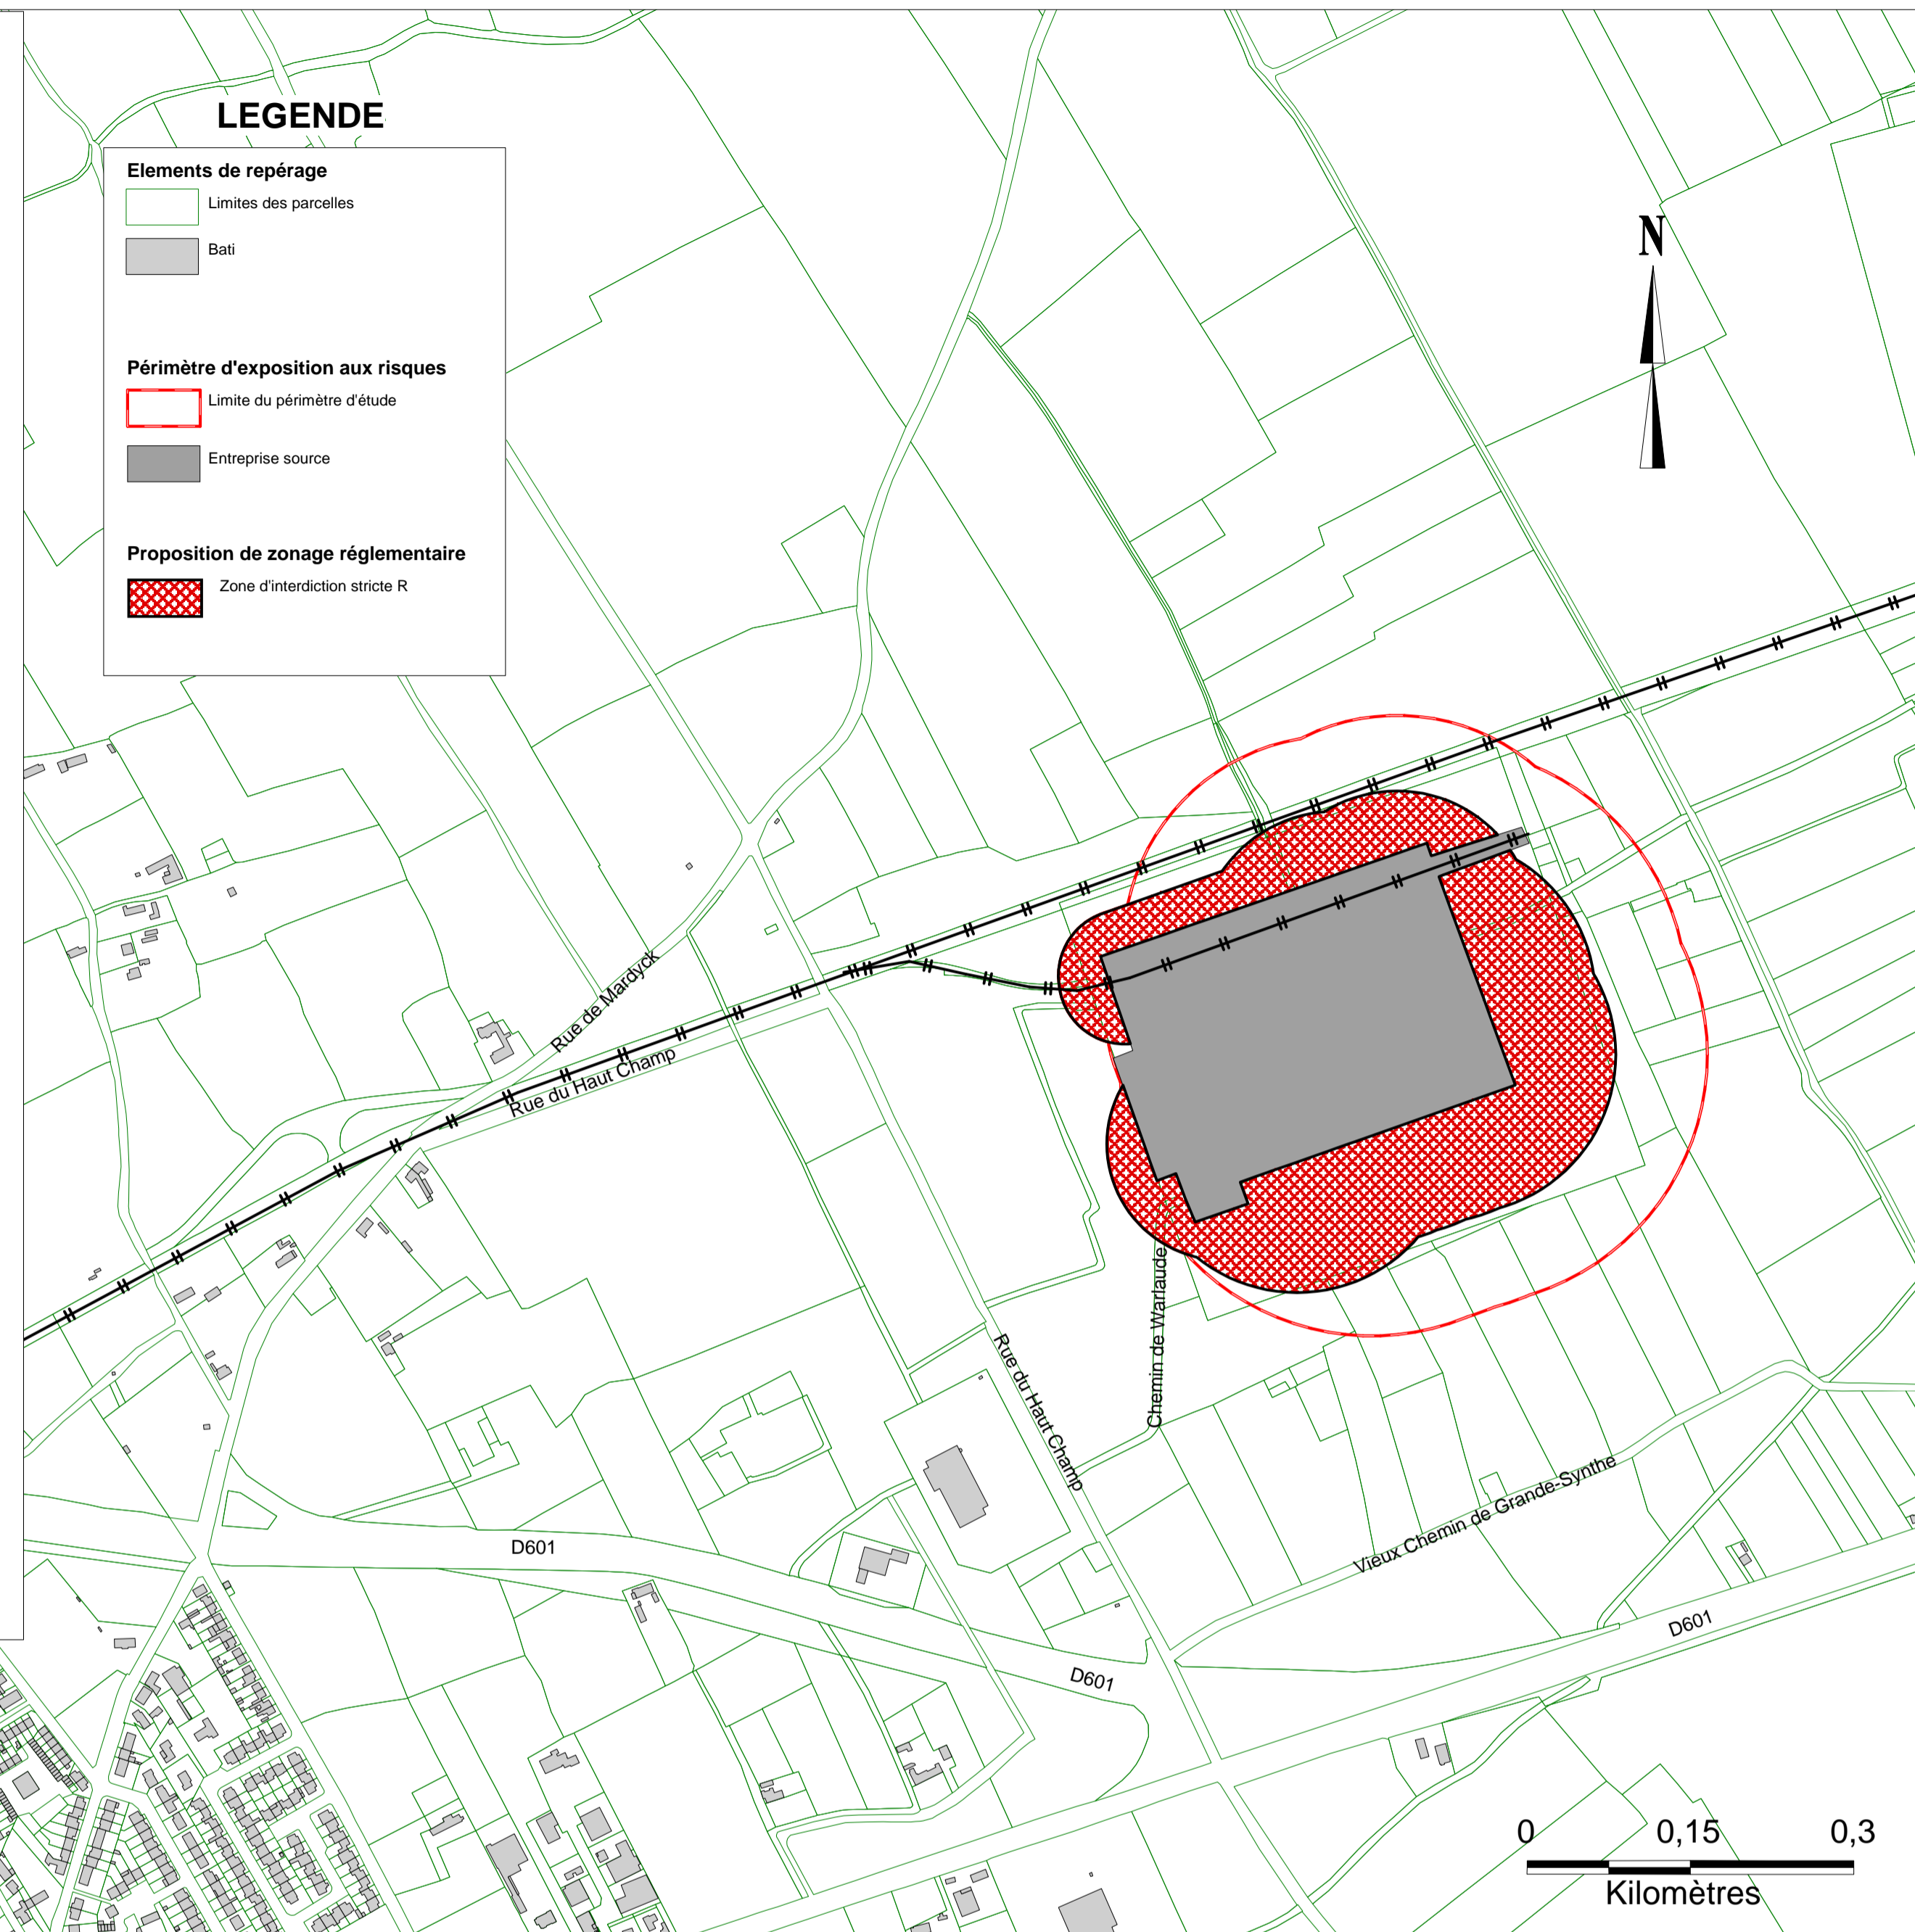 LEGENDE
Elements de repérage
Limites des parcelles
Bati
Périmètre d'exposition aux risques
Limite du périmètre d'étude
Entreprise source
Proposition de zonage réglementaire
Zone d'interdiction stricte R
N
Rue de Mardyck
Rue du Haut Champ
Chemin de Warlaude
Rue du Haut Champ
Vieux Chemin de Grande-Synthe
D601
D601
D601
0 0,15 0,3
Kilomètres